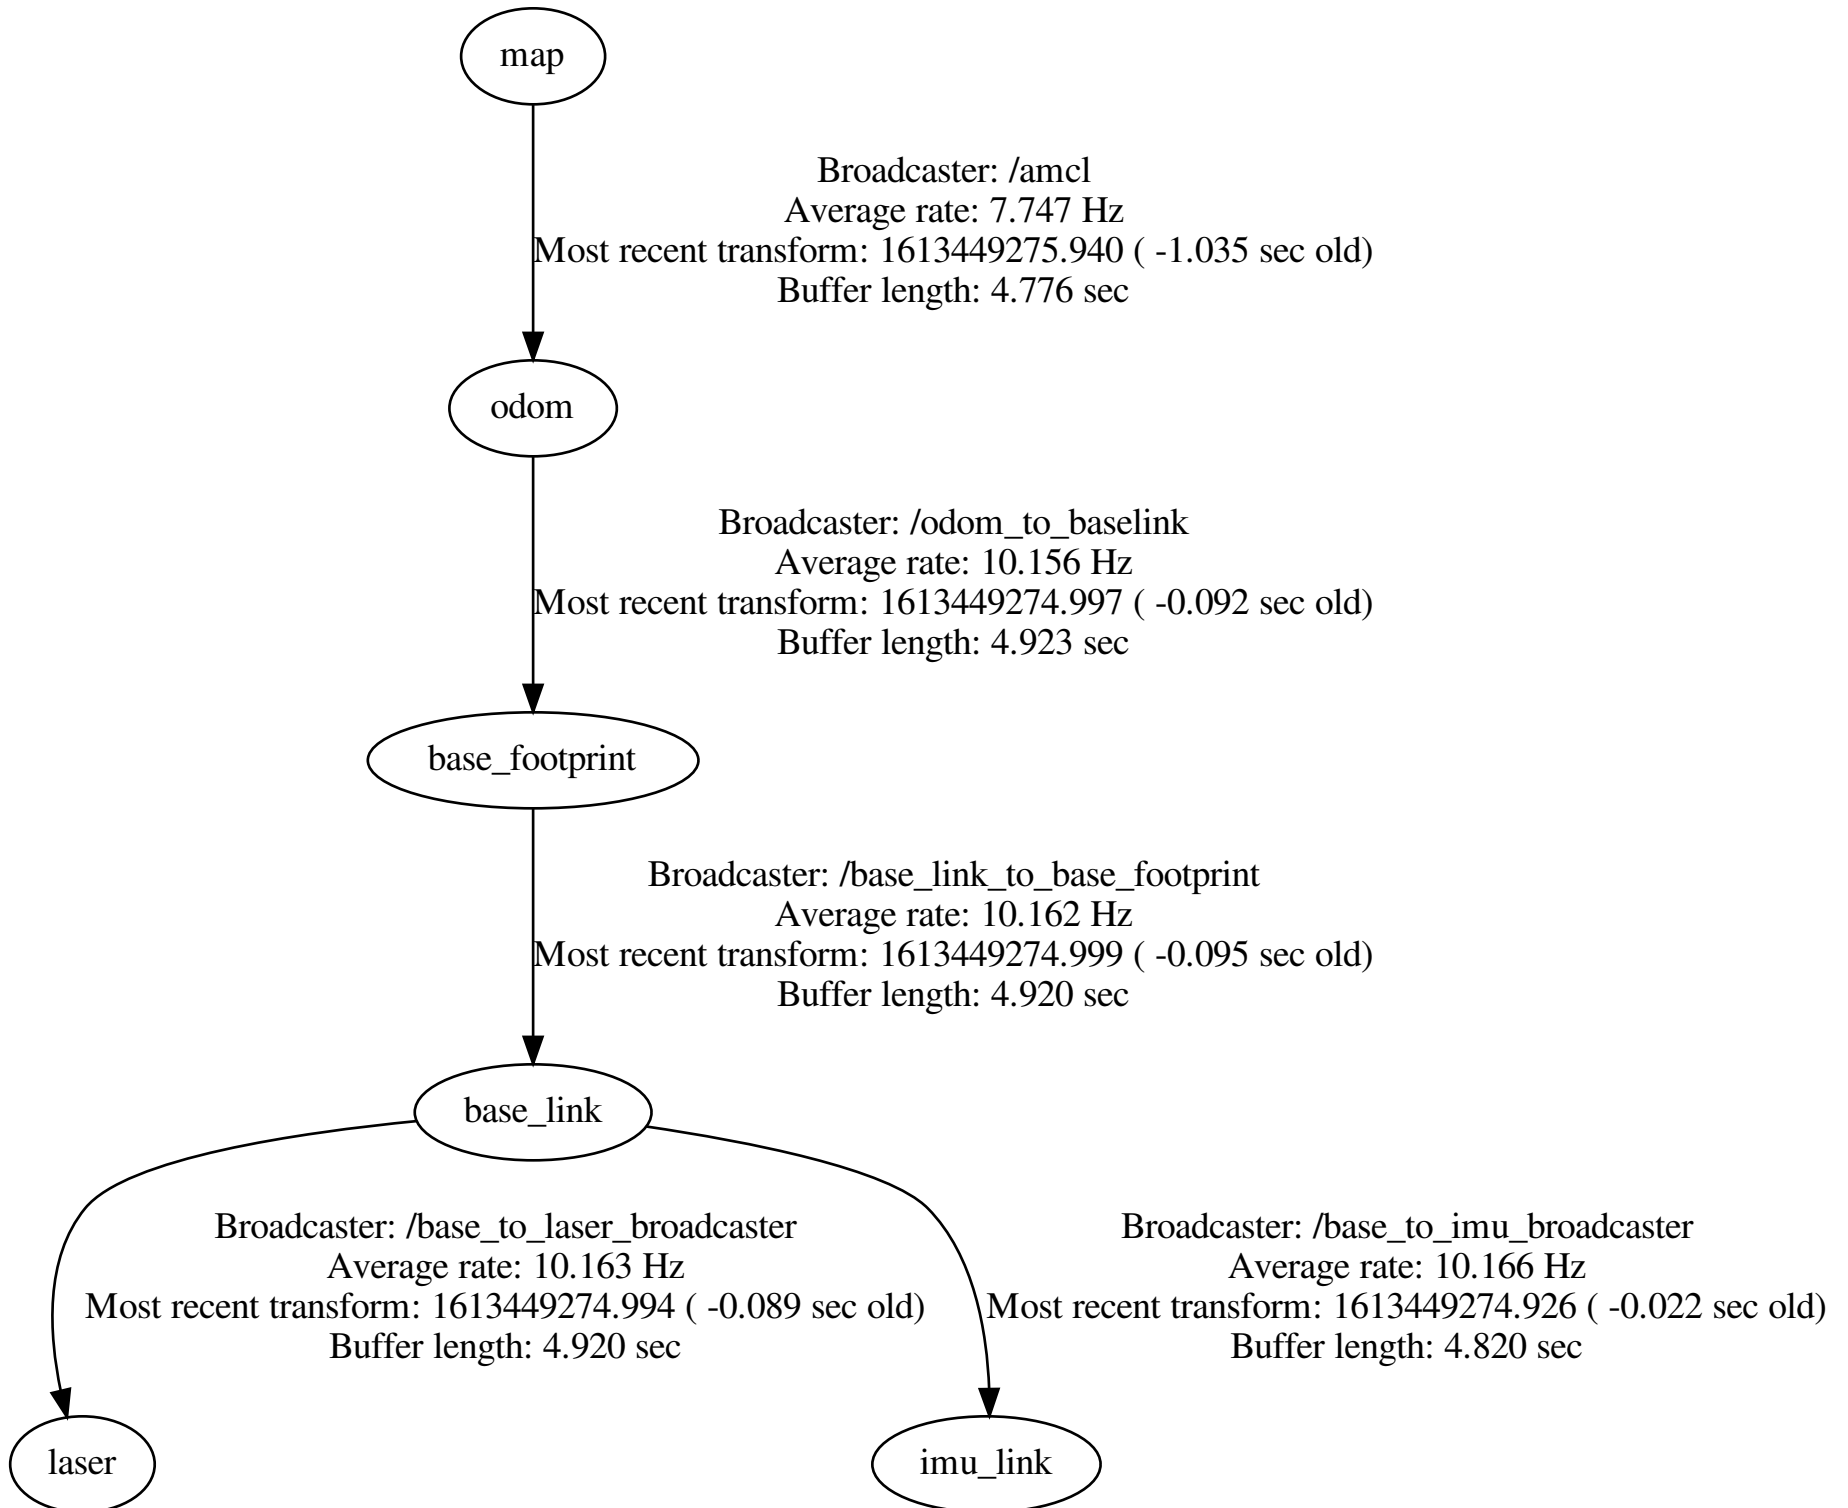 map
Broadcaster: /amcl
Average rate: 7.747 Hz
Most recent transform: 1613449275.940 ( -1.035 sec old)
Buffer length: 4.776 sec
odom
Broadcaster: /odom_to_baselink
Average rate: 10.156 Hz
Most recent transform: 1613449274.997 ( -0.092 sec old)
Buffer length: 4.923 sec
base_footprint
Broadcaster: /base_link_to_base_footprint
Average rate: 10.162 Hz
Most recent transform: 1613449274.999 ( -0.095 sec old)
Buffer length: 4.920 sec
base_link
Broadcaster: /base_to_laser_broadcaster
Average rate: 10.163 Hz
Most recent transform: 1613449274.994 ( -0.089 sec old)
Buffer length: 4.920 sec
Broadcaster: /base_to_imu_broadcaster
Average rate: 10.166 Hz
Most recent transform: 1613449274.926 ( -0.022 sec old)
Buffer length: 4.820 sec
laser
imu_link